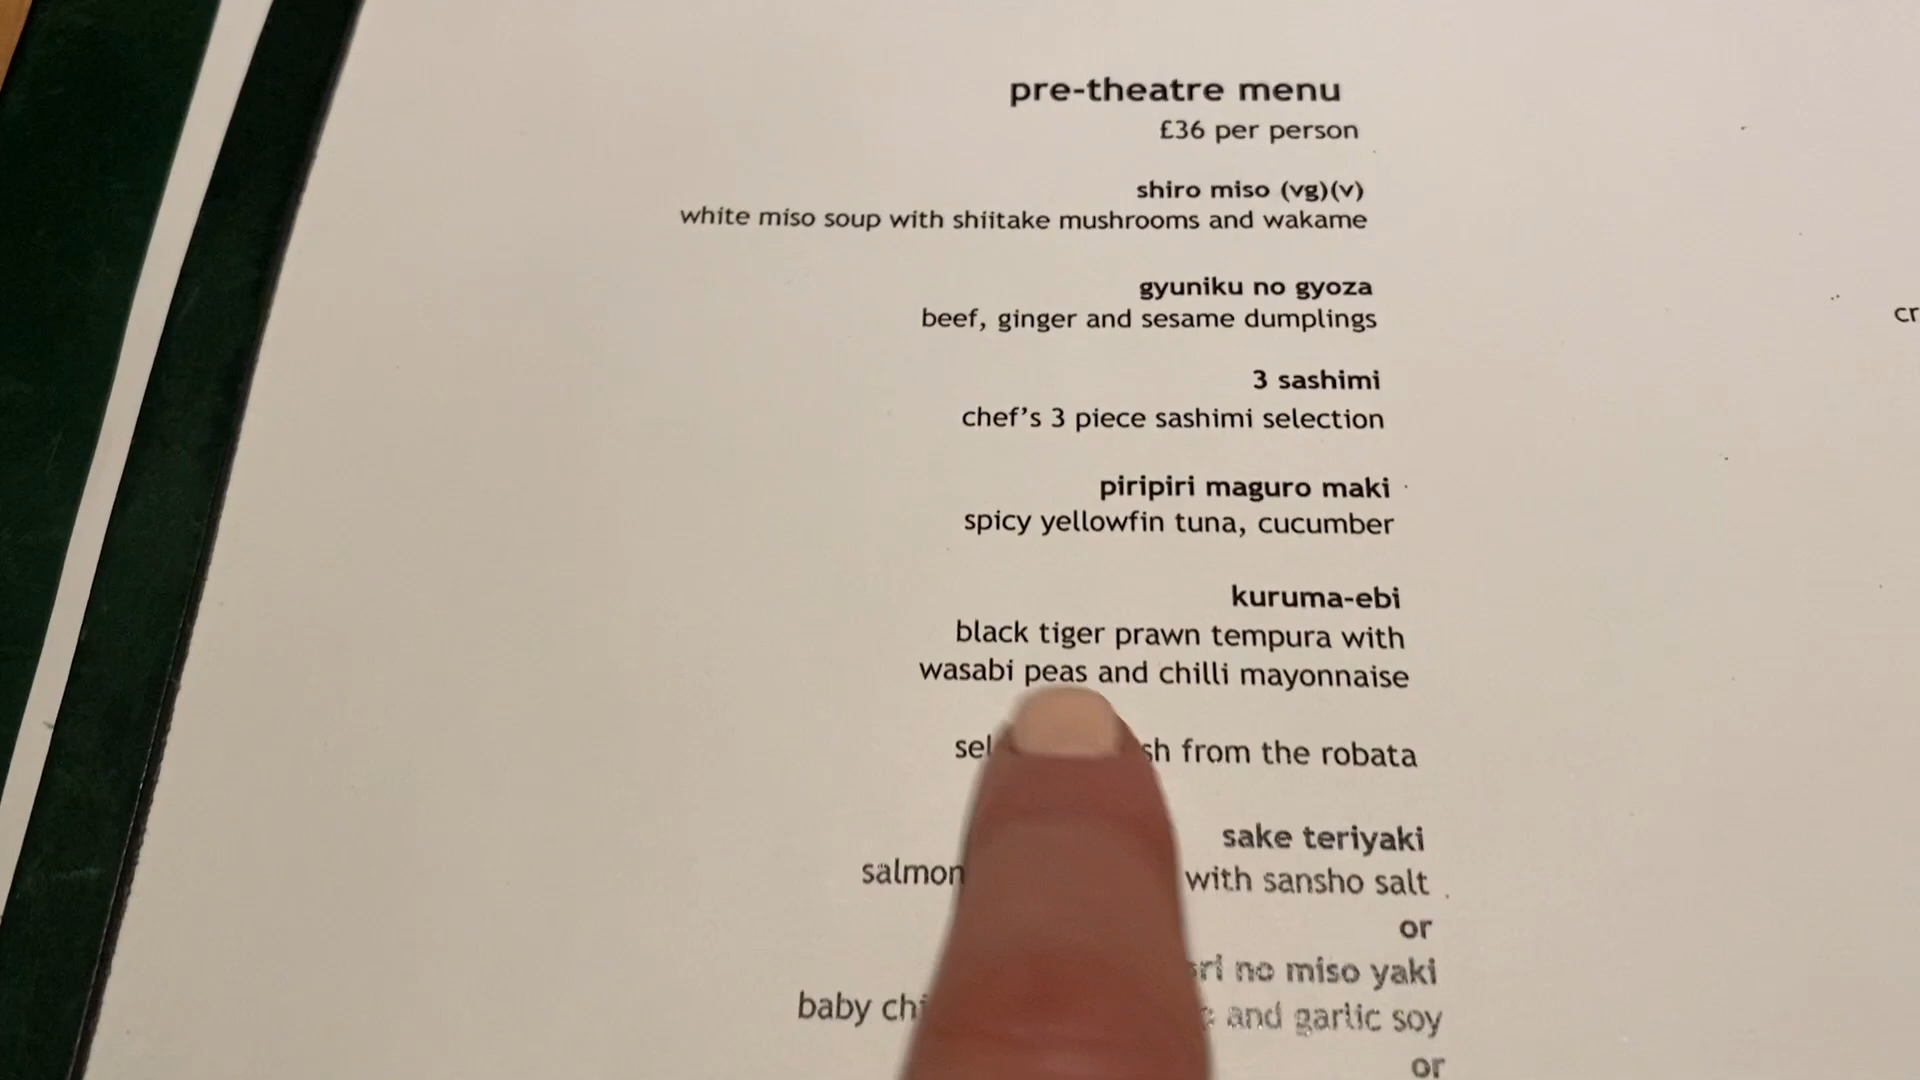 pre-theatre menu
£36 per person
shiro miso (vg)(v)
white miso soup with shiitake mushrooms and wakame
gyuniku no gyoza
beef, ginger and sesame dumplings
3 sashimi
chef's 3 piece sashimi selection
piripiri maguro maki
spicy yellowfin tuna, cucumber
kuruma-ebi
black tiger prawn tempura with
wasabi peas and chilli mayonnaise
from the robata
sake teriyaki
salmon with sansho salt
or
no miso yaki
baby and garlic soy
or